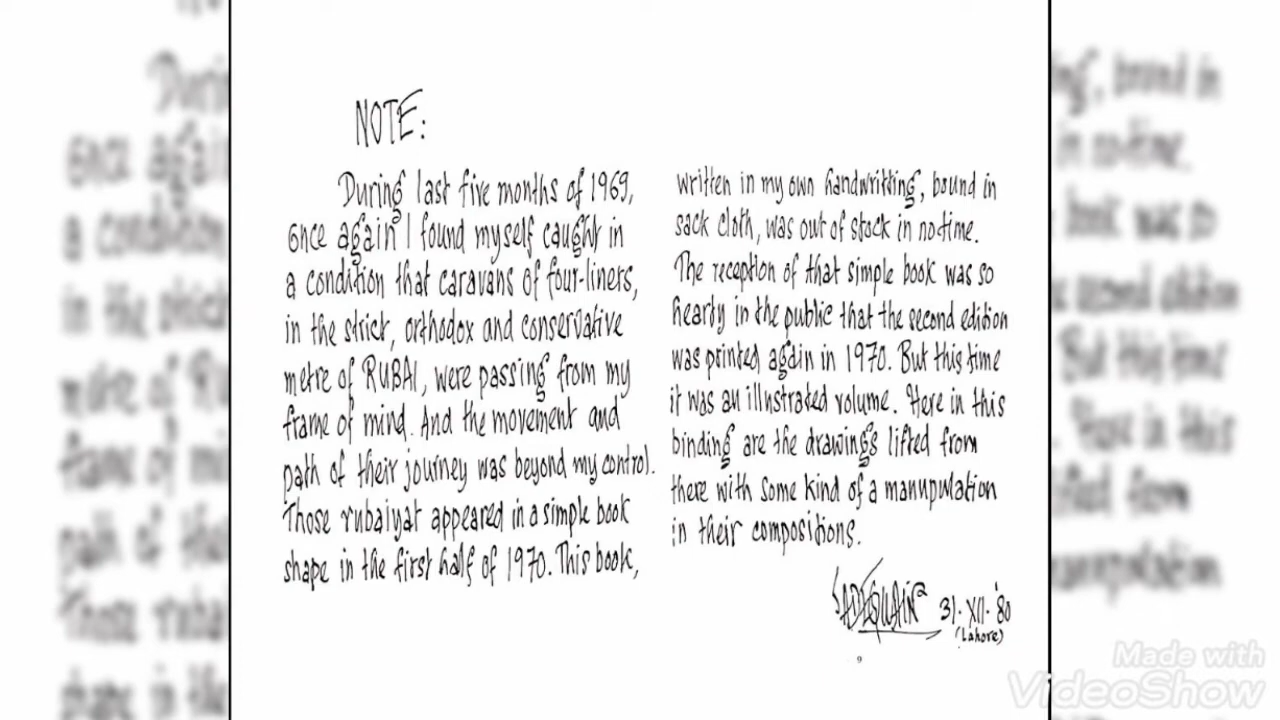 NOTE:
During last five months of 1969,
once again I found myself caught in
a condition that caravans of four-liners,
in the strict, orthodox and conservative
metre of RUBAI, were passing from my
frame of mind. And the movement and
path of their journey was beyond my control.
Those rubaiyat appeared in a simple book
shape in the first half of 1970. This book,
written in my own handwritting, bound in
sack cloth, was out of stock in no-time.
The reception of that simple book was so
hearty in the public that the second edition
was printed again in 1970. But this time
it was an illustrated volume. Here in this
binding are the drawings lifted from
there with some kind of a manupulation
in their compositions.
SADEQUAIN 31·XII·'80
(Lahore)
9
Made with
VideoShow